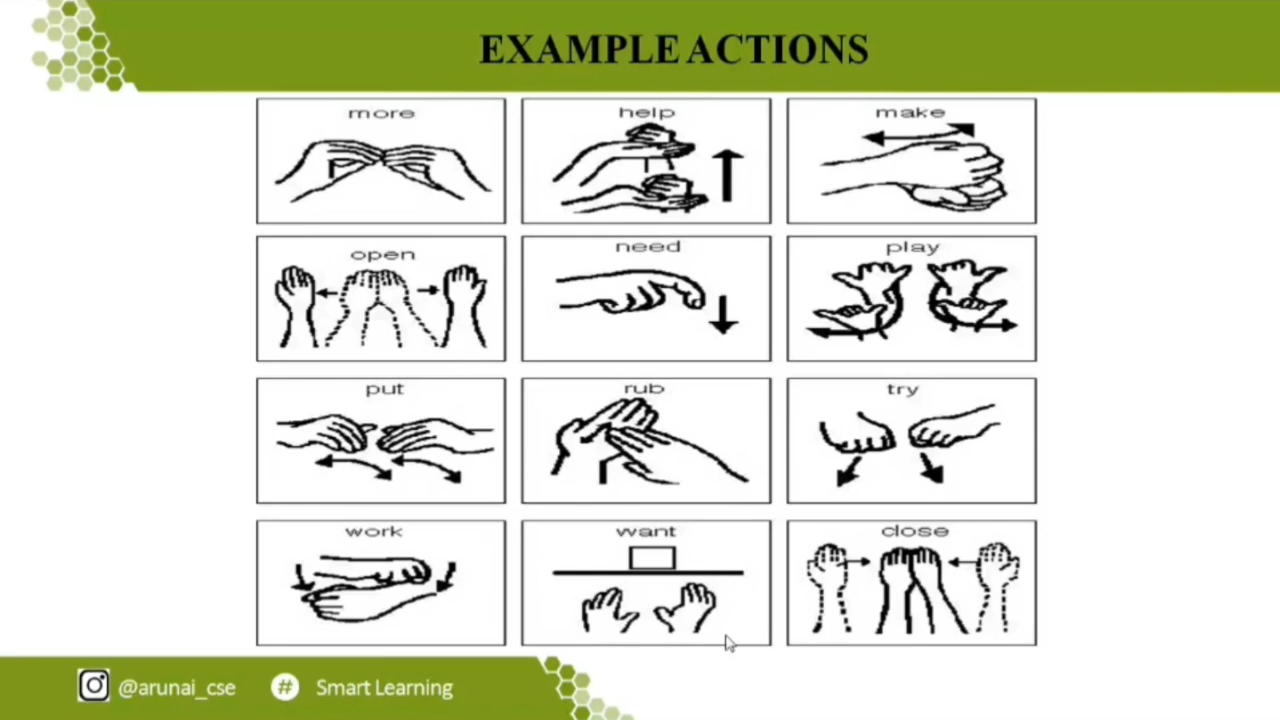 EXAMPLE ACTIONS
more
help
make
open
need
play
put
rub
try
work
want
close
@arunai_cse
#
Smart Learning